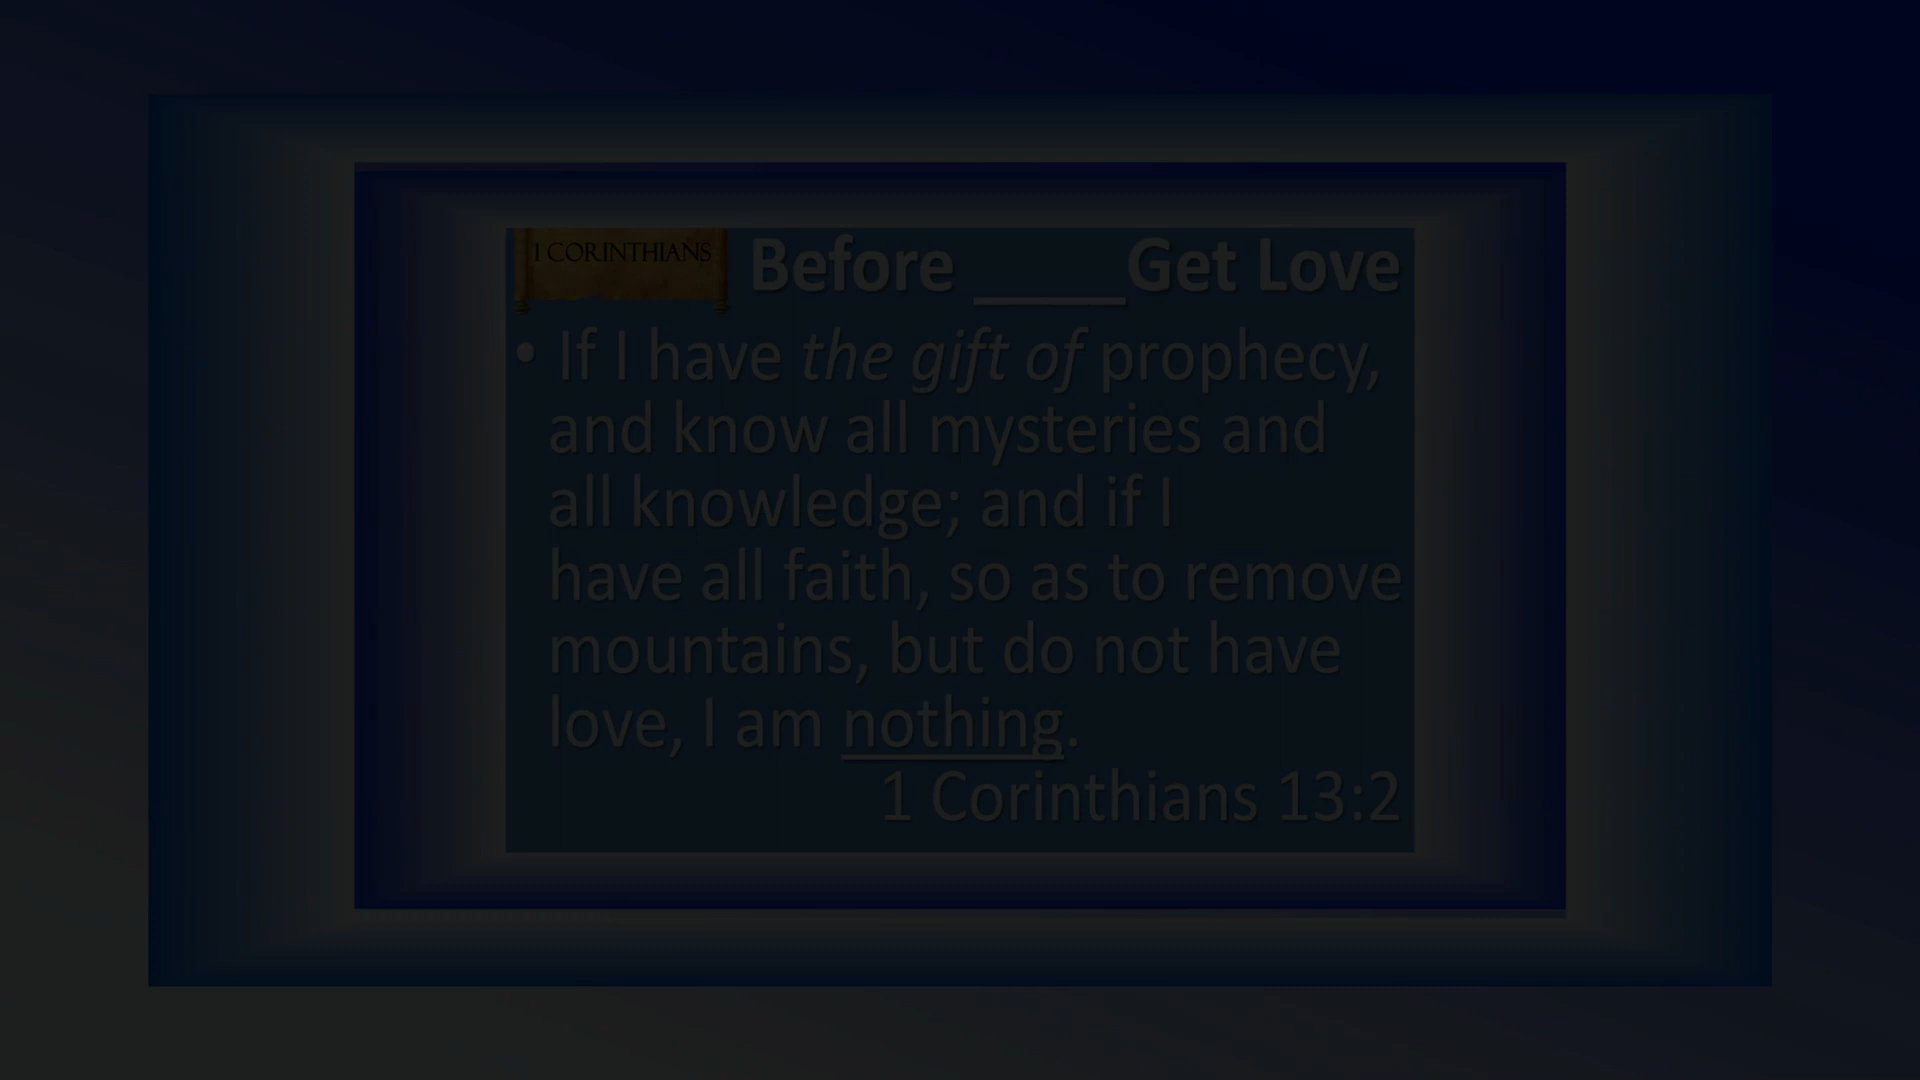 I CORINTHIANS
Before ____Get Love
• If I have the gift of prophecy,
and know all mysteries and
all knowledge; and if I
have all faith, so as to remove
mountains, but do not have
love, I am nothing.
1 Corinthians 13:2